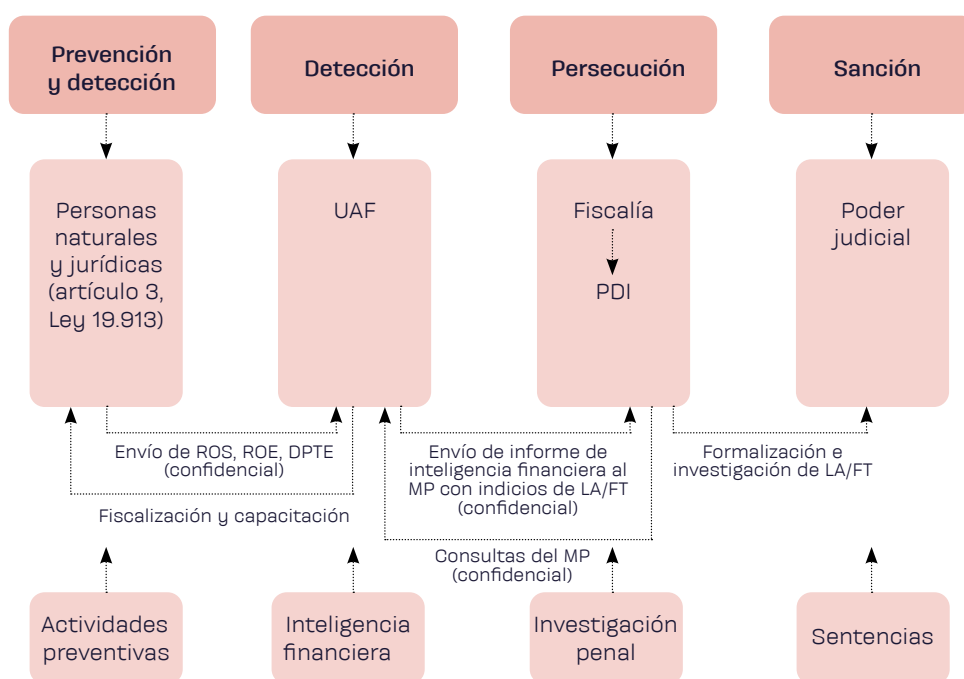 Prevención
y detección
Detección
Persecución
Sanción
Personas
naturales
y jurídicas
(artículo 3,
Ley 19.913)
UAF
Fiscalía
PDI
Poder
judicial
Envío de ROS, ROE, DPTE
(confidencial)
Fiscalización y capacitación
Envío de informe de
inteligencia financiera al
MP con indicios de LA/FT
(confidencial)
Consultas del MP
(confidencial)
Formalización e
investigación de LA/FT
Actividades
preventivas
Inteligencia
financiera
Investigación
penal
Sentencias